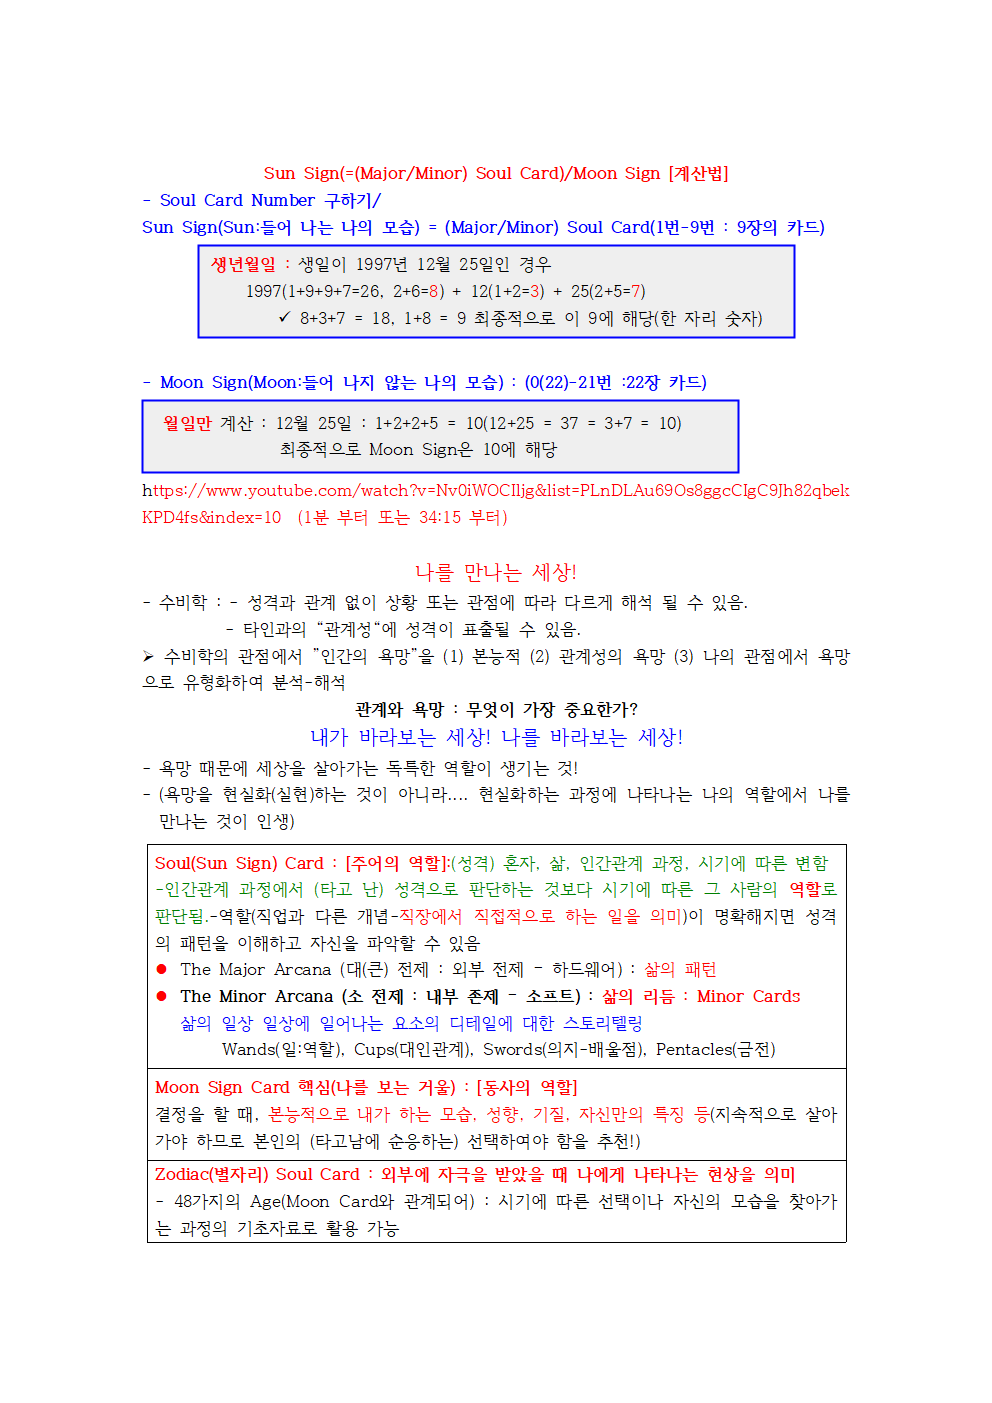 Sun Sign(=(Major/Minor) Soul Card)/Moon Sign [계산법]
- Soul Card Number 구하기/
Sun Sign(Sun:들어 나는 나의 모습) = (Major/Minor) Soul Card(1번-9번 : 9장의 카드)
생년월일 : 생일이 1997년 12월 25일인 경우
1997(1+9+9+7=26, 2+6=8) + 12(1+2=3) + 25(2+5=7)
✓ 8+3+7 = 18, 1+8 = 9 최종적으로 이 9에 해당(한 자리 숫자)
- Moon Sign(Moon:들어 나지 않는 나의 모습) : (0(22)-21번 :22장 카드)
월일만 계산 : 12월 25일 : 1+2+2+5 = 10(12+25 = 37 = 3+7 = 10)
최종적으로 Moon Sign은 10에 해당
https://www.youtube.com/watch?v=Nv0iWOCIljg&list=PLnDLAu69Os8ggcCIgC9Jh82qbek
KPD4fs&index=10 (1분 부터 또는 34:15 부터)
나를 만나는 세상!
- 수비학 : - 성격과 관계 없이 상황 또는 관점에 따라 다르게 해석 될 수 있음.
- 타인과의 “관계성“에 성격이 표출될 수 있음.
➢ 수비학의 관점에서 ”인간의 욕망”을 (1) 본능적 (2) 관계성의 욕망 (3) 나의 관점에서 욕망
으로 유형화하여 분석-해석
관계와 욕망 : 무엇이 가장 중요한가?
내가 바라보는 세상! 나를 바라보는 세상!
- 욕망 때문에 세상을 살아가는 독특한 역할이 생기는 것!
- (욕망을 현실화(실현)하는 것이 아니라.... 현실화하는 과정에 나타나는 나의 역할에서 나를
만나는 것이 인생)
Soul(Sun Sign) Card : [주어의 역할]:(성격) 혼자, 삶, 인간관계 과정, 시기에 따른 변함
-인간관계 과정에서 (타고 난) 성격으로 판단하는 것보다 시기에 따른 그 사람의 역할로
판단됨.-역할(직업과 다른 개념-직장에서 직접적으로 하는 일을 의미)이 명확해지면 성격
의 패턴을 이해하고 자신을 파악할 수 있음
● The Major Arcana (대(큰) 전제 : 외부 전제 - 하드웨어) : 삶의 패턴
● The Minor Arcana (소 전제 : 내부 존제 - 소프트) : 삶의 리듬 : Minor Cards
삶의 일상 일상에 일어나는 요소의 디테일에 대한 스토리텔링
Wands(일:역할), Cups(대인관계), Swords(의지-배울점), Pentacles(금전)
Moon Sign Card 핵심(나를 보는 거울) : [동사의 역할]
결정을 할 때, 본능적으로 내가 하는 모습, 성향, 기질, 자신만의 특징 등(지속적으로 살아
가야 하므로 본인의 (타고남에 순응하는) 선택하여야 함을 추천!)
Zodiac(별자리) Soul Card : 외부에 자극을 받았을 때 나에게 나타나는 현상을 의미
- 48가지의 Age(Moon Card와 관계되어) : 시기에 따른 선택이나 자신의 모습을 찾아가
는 과정의 기초자료로 활용 가능